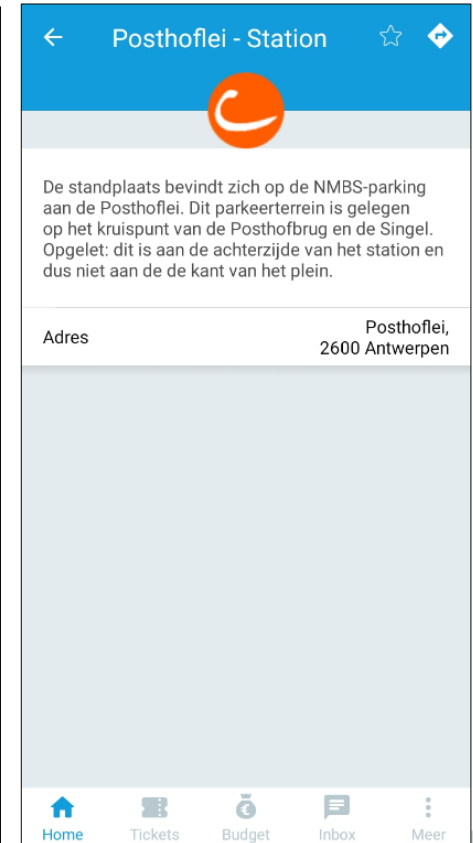 Posthoflei - Station
De standplaats bevindt zich op de NMBS-parking
aan de Posthoflei. Dit parkeerterrein is gelegen
op het kruispunt van de Posthofbrug en de Singel.
Opgelet: dit is aan de achterzijde van het station en
dus niet aan de de kant van het plein.
Adres
Posthoflei,
2600 Antwerpen
Home Tickets Budget Inbox Meer